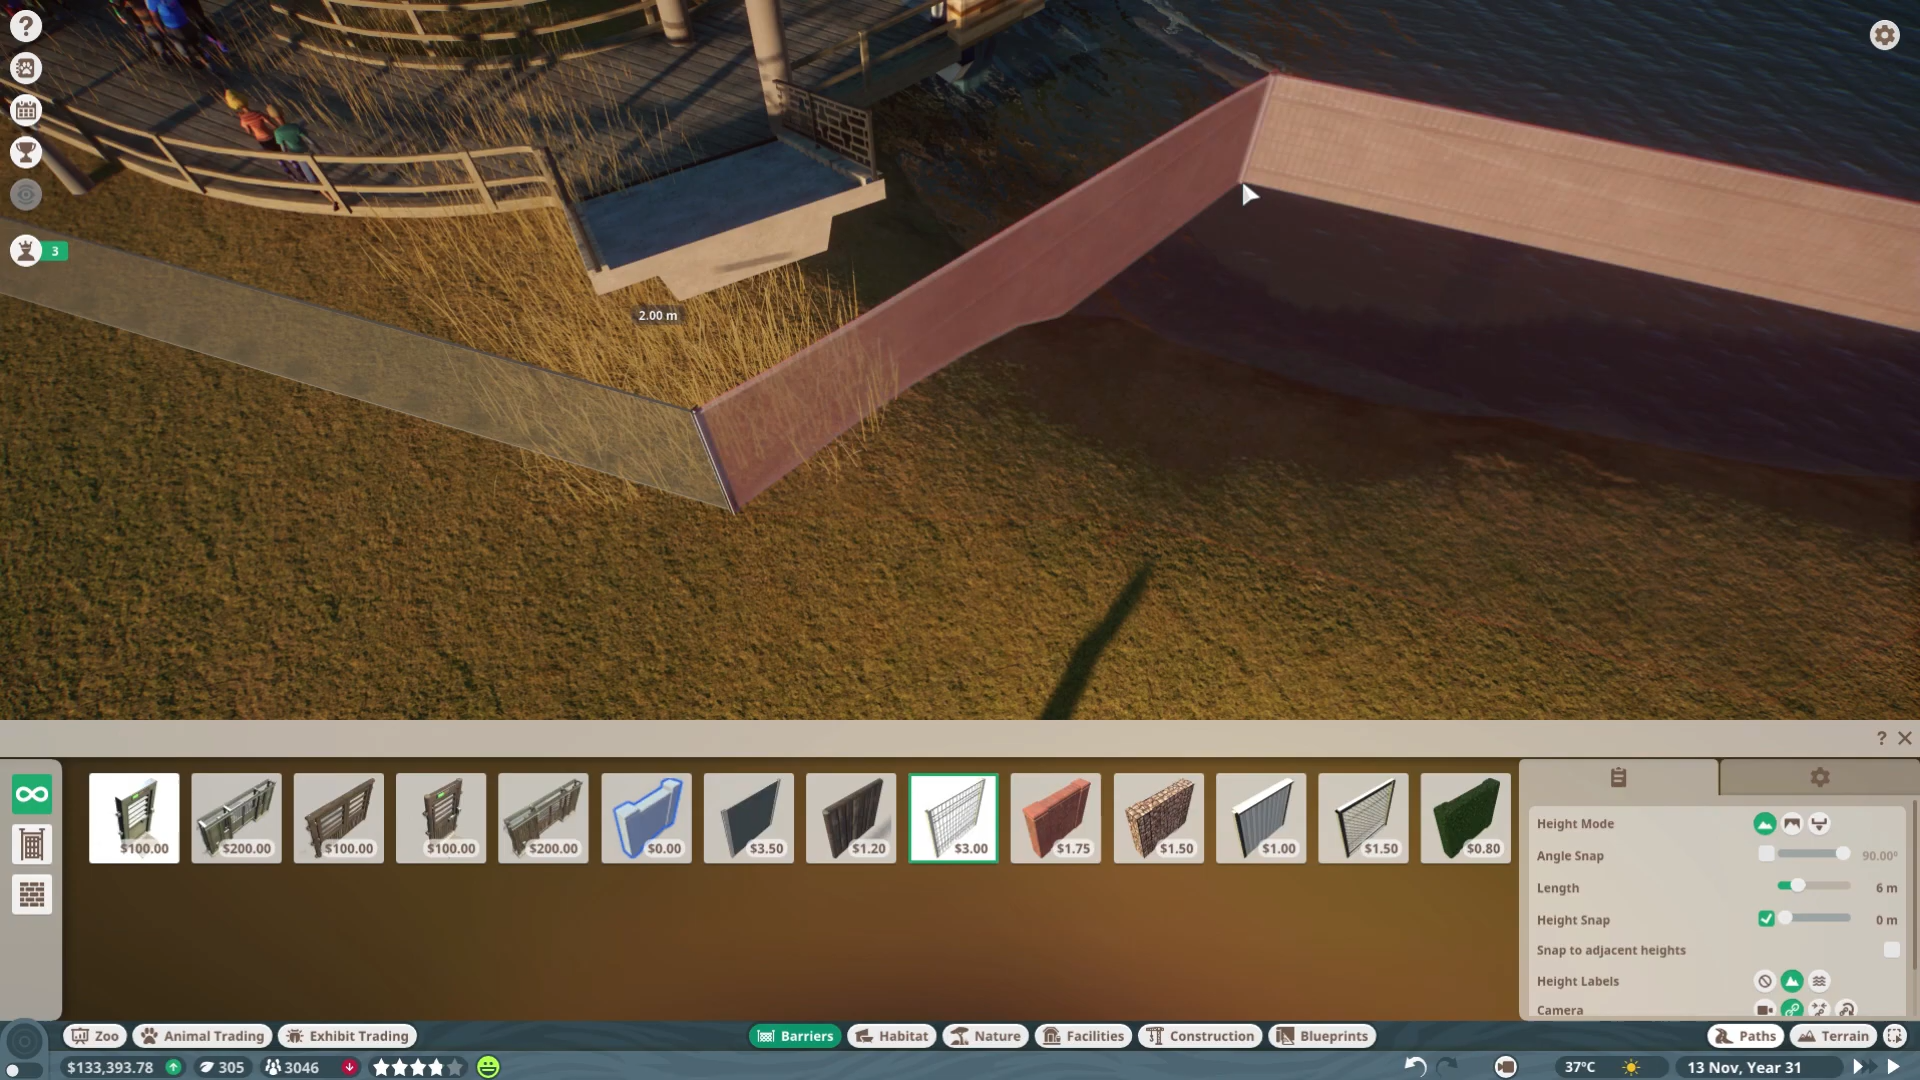 ?
3
2.00 m
? ×
$100.00 $200.00 $100.00 $100.00 $200.00 $0.00 $3.50 $1.20 $3.00 $1.75 $1.50 $1.00 $1.50 $0.80
Height Mode
Angle Snap 90.00°
Length 6 m
Height Snap 0 m
Snap to adjacent heights
Height Labels
Camera
Zoo Animal Trading Exhibit Trading Barriers Habitat Nature Facilities Construction Blueprints Paths Terrain
$133,393.78 305 3046 37°C 13 Nov, Year 31